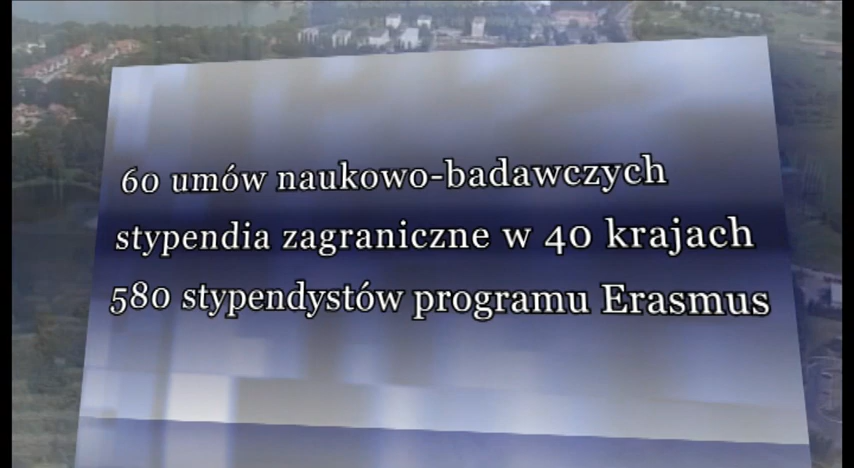 60 umów naukowo-badawczych
stypendia zagraniczne w 40 krajach
580 stypendystów programu Erasmus